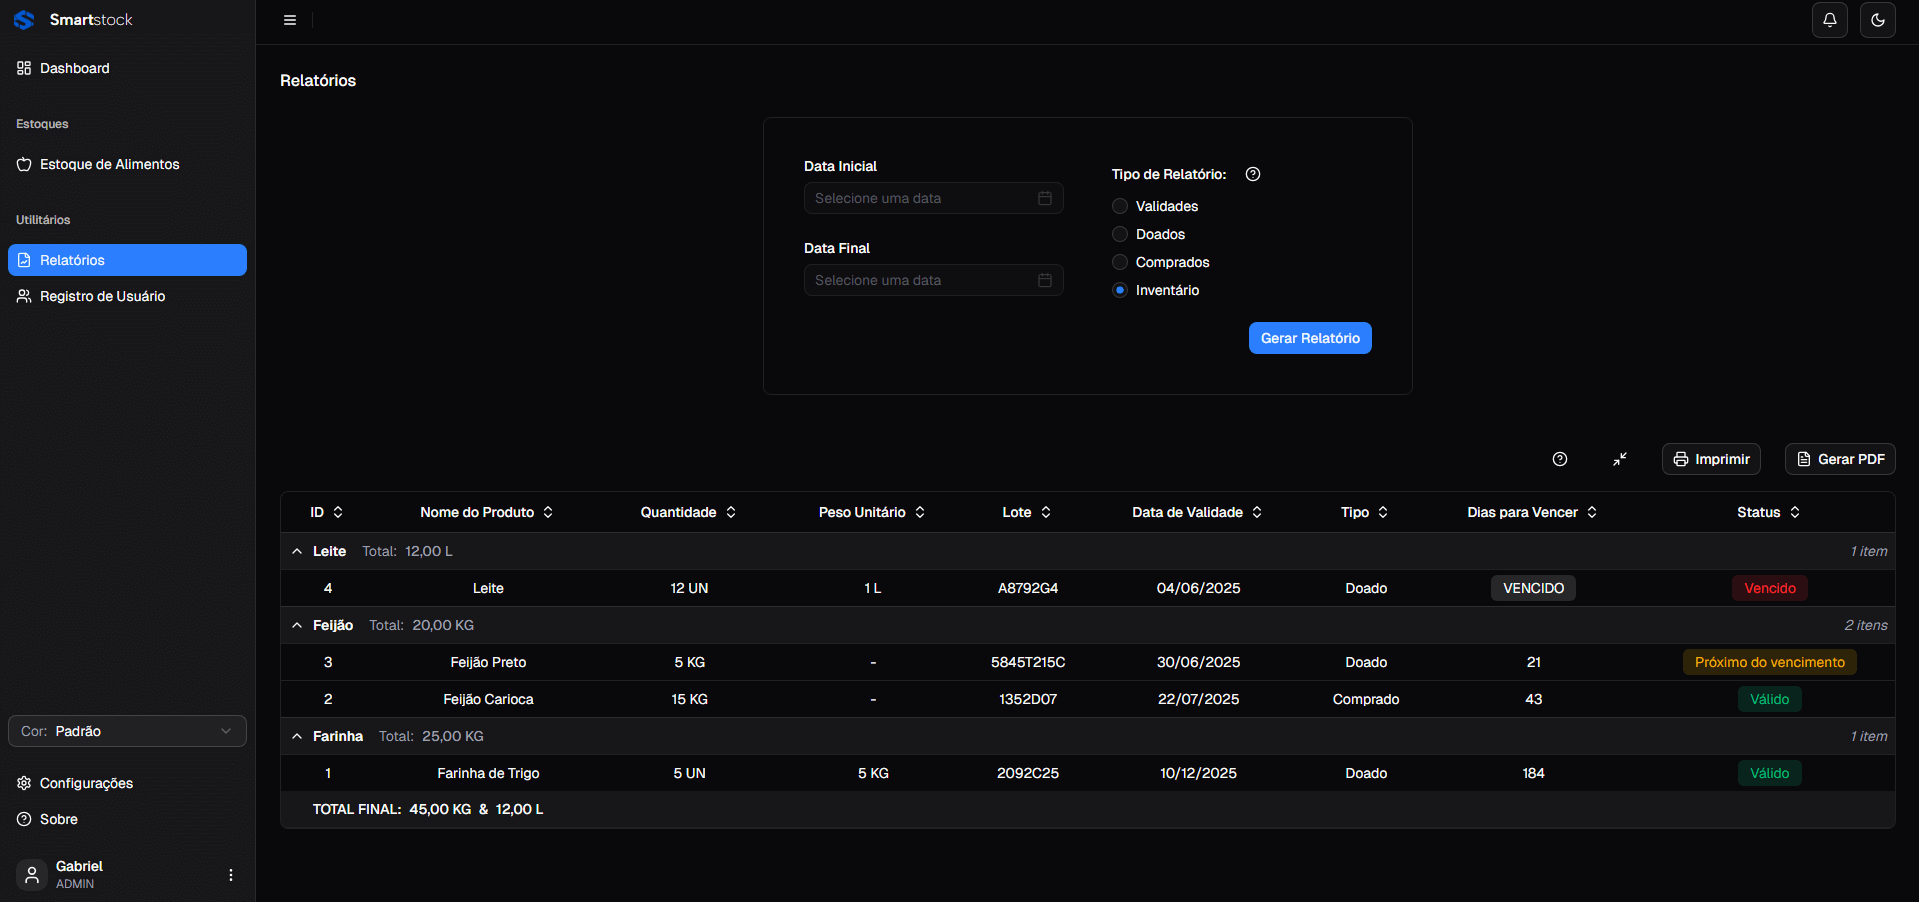 Smartstock
Dashboard
Estoques
Estoque de Alimentos
Utilitários
Relatórios
Registro de Usuário
Cor: Padrão
Configurações
Sobre
Gabriel
ADMIN
Relatórios
Data Inicial
Selecione uma data
Data Final
Selecione uma data
Tipo de Relatório:
Validades
Doados
Comprados
Inventário
Gerar Relatório
Imprimir
Gerar PDF
ID Nome do Produto Quantidade Peso Unitário Lote Data de Validade Tipo Dias para Vencer Status
Leite Total: 12,00 L 1 item
4 Leite 12 UN 1 L A8792G4 04/06/2025 Doado VENCIDO Vencido
Feijão Total: 20,00 KG 2 itens
3 Feijão Preto 5 KG - 5845T215C 30/06/2025 Doado 21 Próximo do vencimento
2 Feijão Carioca 15 KG - 1352D07 22/07/2025 Comprado 43 Válido
Farinha Total: 25,00 KG 1 item
1 Farinha de Trigo 5 UN 5 KG 2092C25 10/12/2025 Doado 184 Válido
TOTAL FINAL: 45,00 KG & 12,00 L